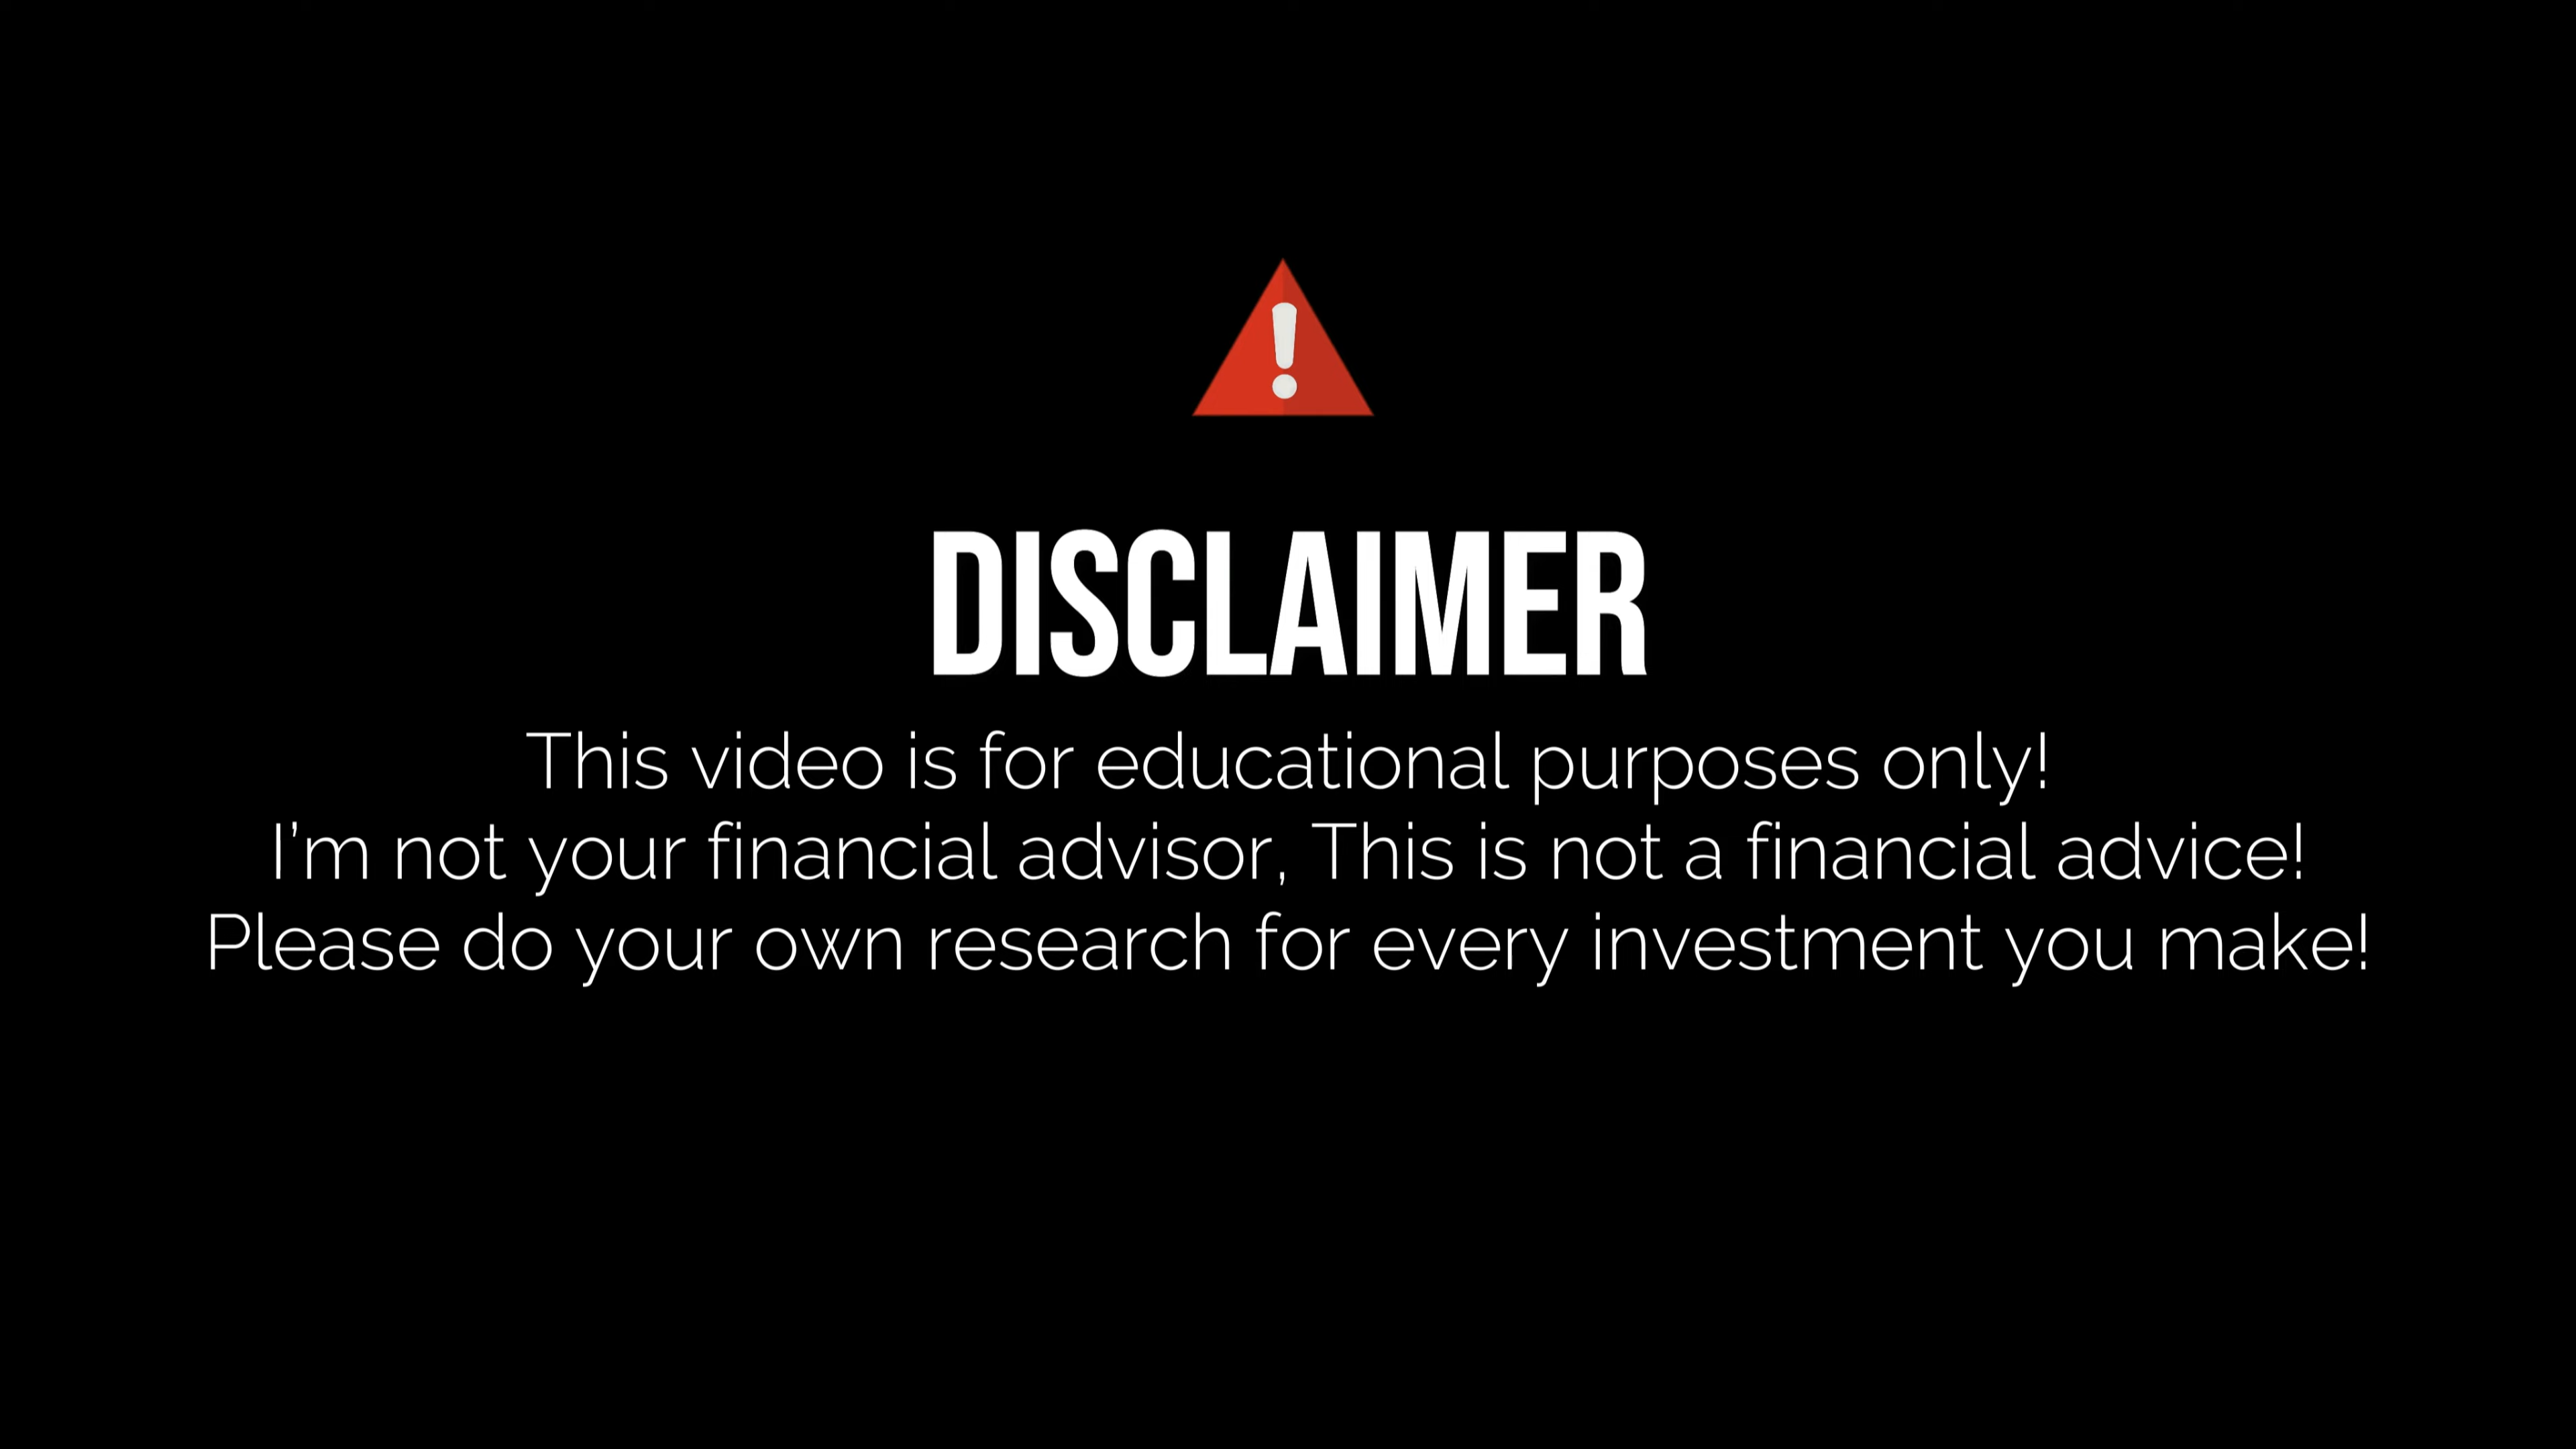 DISCLAIMER
This video is for educational purposes only!
I'm not your financial advisor, This is not a financial advice!
Please do your own research for every investment you make!